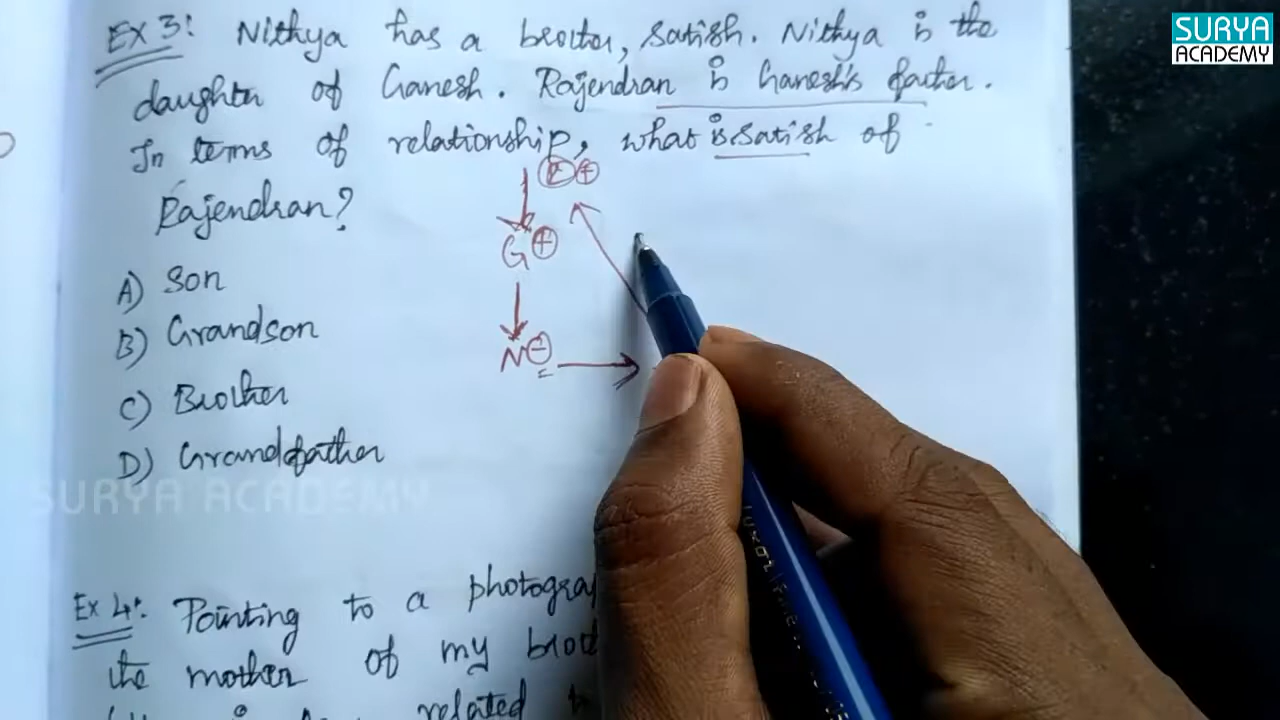 SURYA
ACADEMY
Ex 3: Nithya has a brother, Satish. Nithya is the
daughter of Ganesh. Rajendran is Ganesh's father.
In terms of relationship, what is Satish of
Rajendran?
R +
G +
N -
A) Son
B) Grandson
C) Brother
D) Grandfather
SURYA ACADEMY
Ex 4: Pointing to a photograp
the mother of my brot
related t